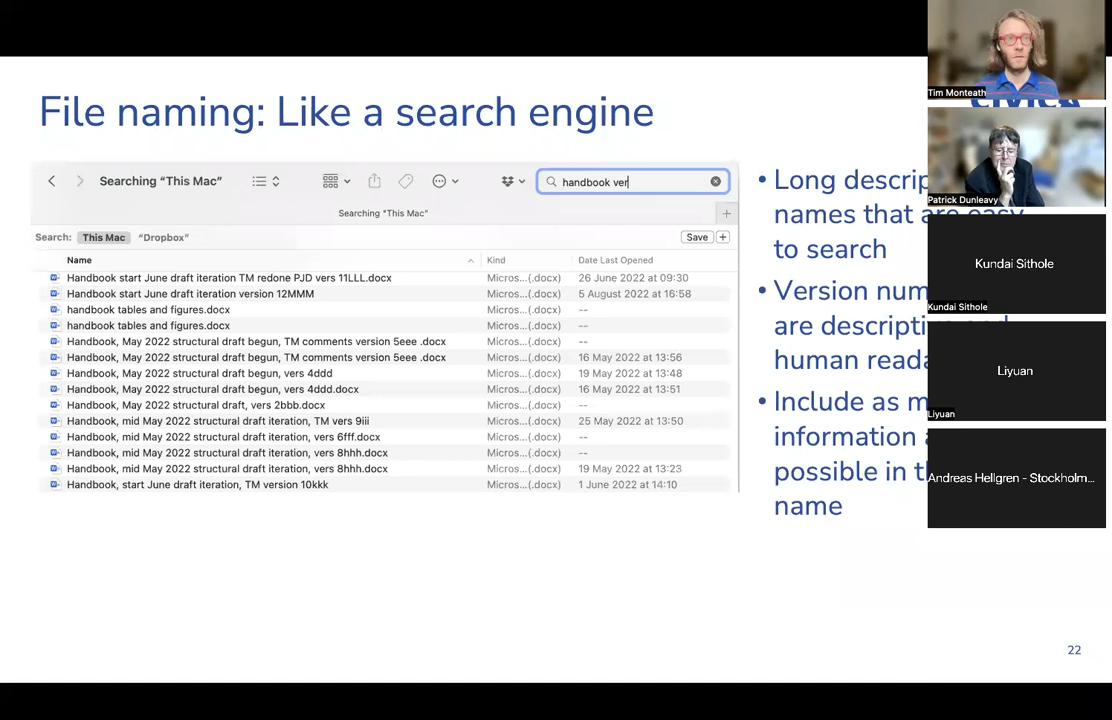 File naming: Like a search engine
Searching “This Mac”
handbook ver
Searching “This Mac”
Search: This Mac “Dropbox” Save
Name Kind Date Last Opened
Handbook start June draft iteration TM redone PJD vers 11LLL.docx Micros...(.docx) 26 June 2022 at 09:30
Handbook start June draft iteration version 12MMM Micros...(.docx) 5 August 2022 at 16:58
handbook tables and figures.docx Micros...(.docx) --
handbook tables and figures.docx Micros...(.docx) --
Handbook, May 2022 structural draft begun, TM comments version 5eee .docx Micros...(.docx) --
Handbook, May 2022 structural draft begun, TM comments version 5eee .docx Micros...(.docx) 16 May 2022 at 13:56
Handbook, May 2022 structural draft begun, vers 4ddd Micros...(.docx) 19 May 2022 at 13:48
Handbook, May 2022 structural draft begun, vers 4ddd.docx Micros...(.docx) 16 May 2022 at 13:51
Handbook, May 2022 structural draft, vers 2bbb.docx Micros...(.docx) --
Handbook, mid May 2022 structural draft iteration, TM vers 9iii Micros...(.docx) 25 May 2022 at 13:50
Handbook, mid May 2022 structural draft iteration, vers 6fff.docx Micros...(.docx) --
Handbook, mid May 2022 structural draft iteration, vers 8hhh.docx Micros...(.docx) --
Handbook, mid May 2022 structural draft iteration, vers 8hhh.docx Micros...(.docx) 19 May 2022 at 13:23
Handbook, start June draft iteration, TM version 10kkk Micros...(.docx) 1 June 2022 at 14:10
• Long descrip
names that are easy
to search
• Version num
are descripti
human reada
• Include as m
information
possible in t
name
22
Tim Monteath
Patrick Dunleavy
Kundai Sithole
Kundai Sithole
Liyuan
Liyuan
Andreas Hellgren - Stockholm...